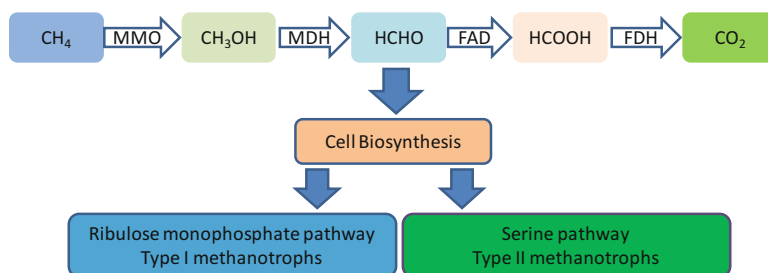 CH₄ MMO CH₃OH MDH HCHO FAD HCOOH FDH CO₂
Cell Biosynthesis
Ribulose monophosphate pathway
Type I methanotrophs
Serine pathway
Type II methanotrophs